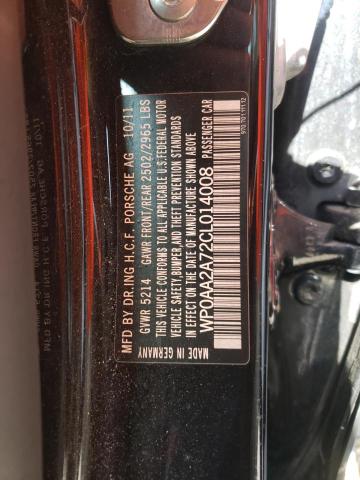 MFD BY DR.ING H.C.F. PORSCHE AG 10/11
GVWR 5214 GAWR FRONT/REAR 2502/2965 LBS
THIS VEHICLE CONFORMS TO ALL APPLICABLE U.S.FEDERAL MOTOR
VEHICLE SAFETY,BUMPER,AND THEFT PREVENTION STANDARDS
IN EFFECT ON THE DATE OF MANUFACTURE SHOWN ABOVE
WP0AA2A72CL014008 PASSENGER CAR
MADE IN GERMANY